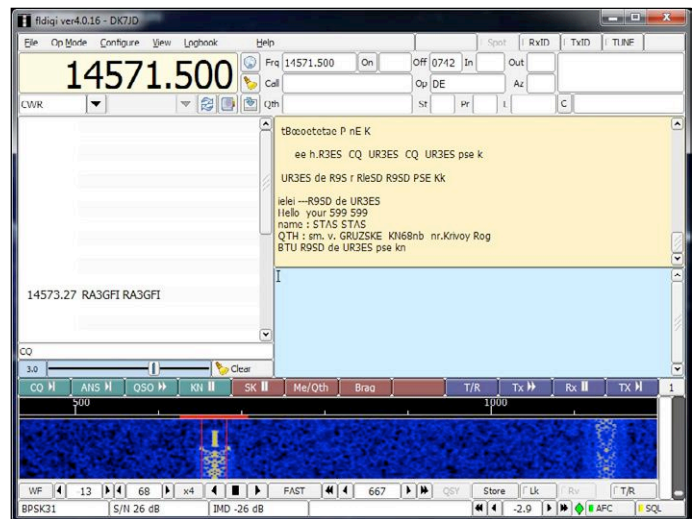 fldigi ver4.0.16 - DK7JD
File Op Mode Configure View Logbook Help Spot RxID TxID TUNE
14571.500 Frq 14571.500 On Off 0742 In Out
Call Op DE Az
CWR Qth St Pr L C
tBœootetae P nE K
ee h.R3ES CQ UR3ES CQ UR3ES pse k
UR3ES de R9S r RleSD R9SD PSE Kk
ielei ---R9SD de UR3ES
Hello your 599 599
name : STAS STAS
QTH : sm. v. GRUZSKE KN68nb nr.Krivoy Rog
BTU R9SD de UR3ES pse kn
14573.27 RA3GFI RA3GFI
CQ
3.0 Clear
CQ ANS QSO KN SK Me/Qth Brag T/R Tx Rx TX 1
500 1000
WF -13 68 x4 FAST 667 QSY Store Lk Rv T/R
BPSK31 S/N 26 dB IMD -26 dB -2.9 AFC SQL